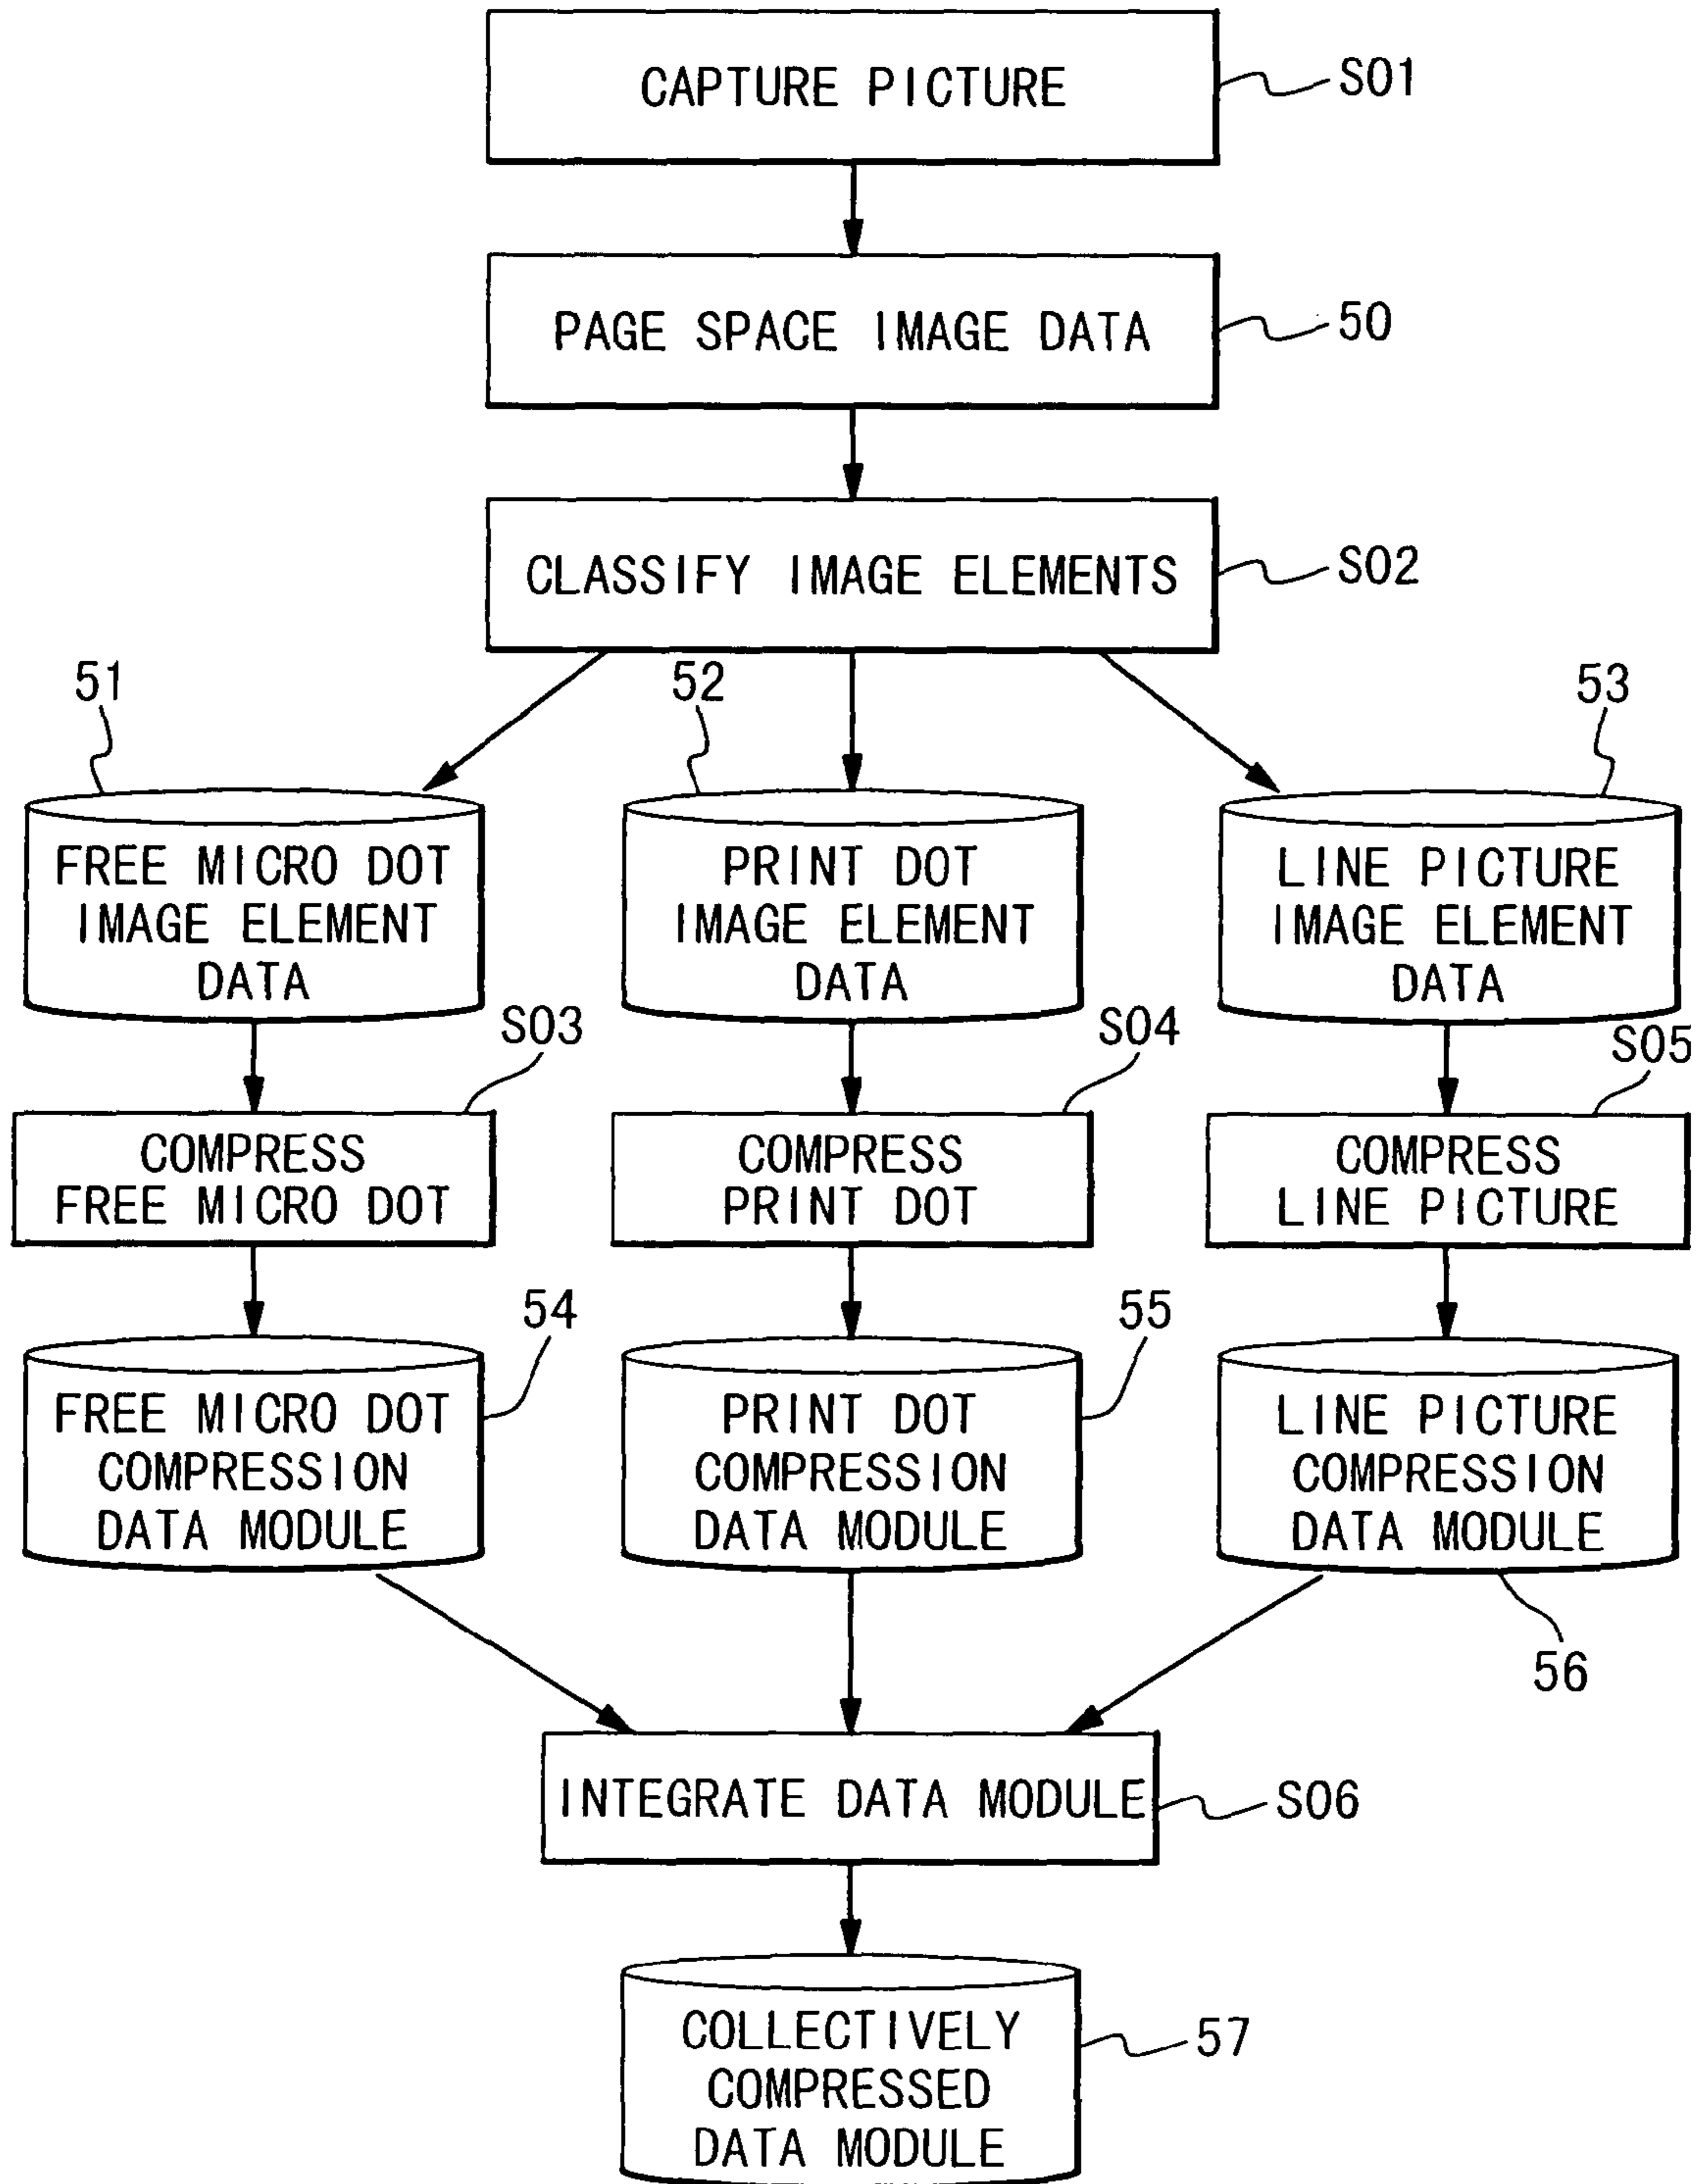 CAPTURE PICTURE
S01
PAGE SPACE IMAGE DATA
50
CLASSIFY IMAGE ELEMENTS
S02
51
52
53
FREE MICRO DOT
IMAGE ELEMENT
DATA
PRINT DOT
IMAGE ELEMENT
DATA
LINE PICTURE
IMAGE ELEMENT
DATA
S03
S04
S05
COMPRESS
FREE MICRO DOT
COMPRESS
PRINT DOT
COMPRESS
LINE PICTURE
54
55
FREE MICRO DOT
COMPRESSION
DATA MODULE
PRINT DOT
COMPRESSION
DATA MODULE
LINE PICTURE
COMPRESSION
DATA MODULE
56
INTEGRATE DATA MODULE
S06
COLLECTIVELY
COMPRESSED
DATA MODULE
57